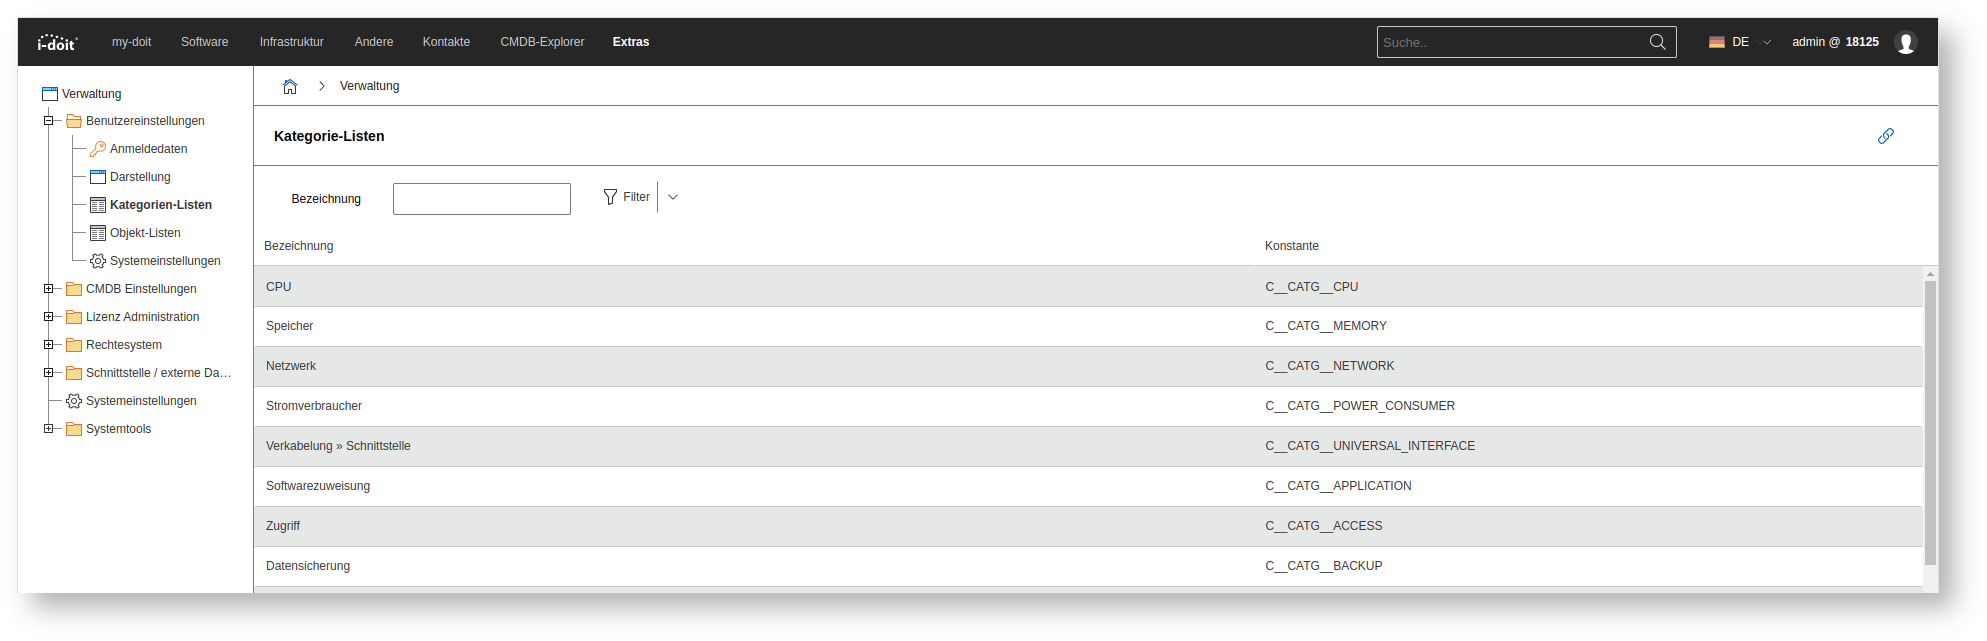 i-doit my-doit Software Infrastruktur Andere Kontakte CMDB-Explorer Extras Suche.. DE admin @ 18125
Verwaltung
Benutzereinstellungen
Anmeldedaten
Darstellung
Kategorien-Listen
Objekt-Listen
Systemeinstellungen
CMDB Einstellungen
Lizenz Administration
Rechtesystem
Schnittstelle / externe Da...
Systemeinstellungen
Systemtools
Verwaltung
Kategorie-Listen
Bezeichnung Filter
Bezeichnung Konstante
CPU C__CATG__CPU
Speicher C__CATG__MEMORY
Netzwerk C__CATG__NETWORK
Stromverbraucher C__CATG__POWER_CONSUMER
Verkabelung » Schnittstelle C__CATG__UNIVERSAL_INTERFACE
Softwarezuweisung C__CATG__APPLICATION
Zugriff C__CATG__ACCESS
Datensicherung C__CATG__BACKUP